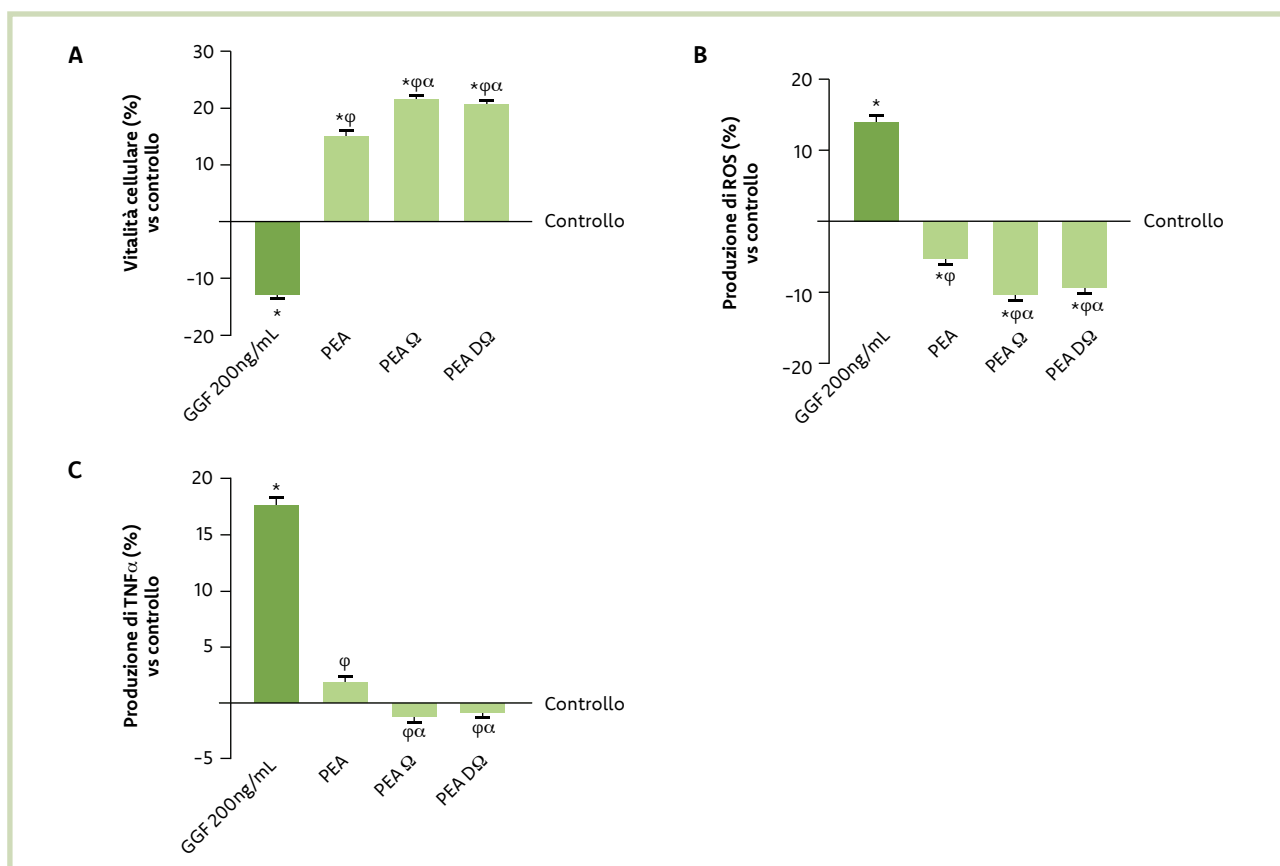 A
Vitalità cellulare (%)
vs controllo
30
20
10
−10
−20
*
*φ
*φα
*φα
Controllo
GGF 200ng/mL
PEA
PEA Ω
PEA DΩ
B
Produzione di ROS (%)
vs controllo
20
10
−10
−20
*
*φ
*φα
*φα
Controllo
GGF 200ng/mL
PEA
PEA Ω
PEA DΩ
C
Produzione di TNFα (%)
vs controllo
20
15
10
5
−5
*
φ
φα
φα
Controllo
GGF 200ng/mL
PEA
PEA Ω
PEA DΩ